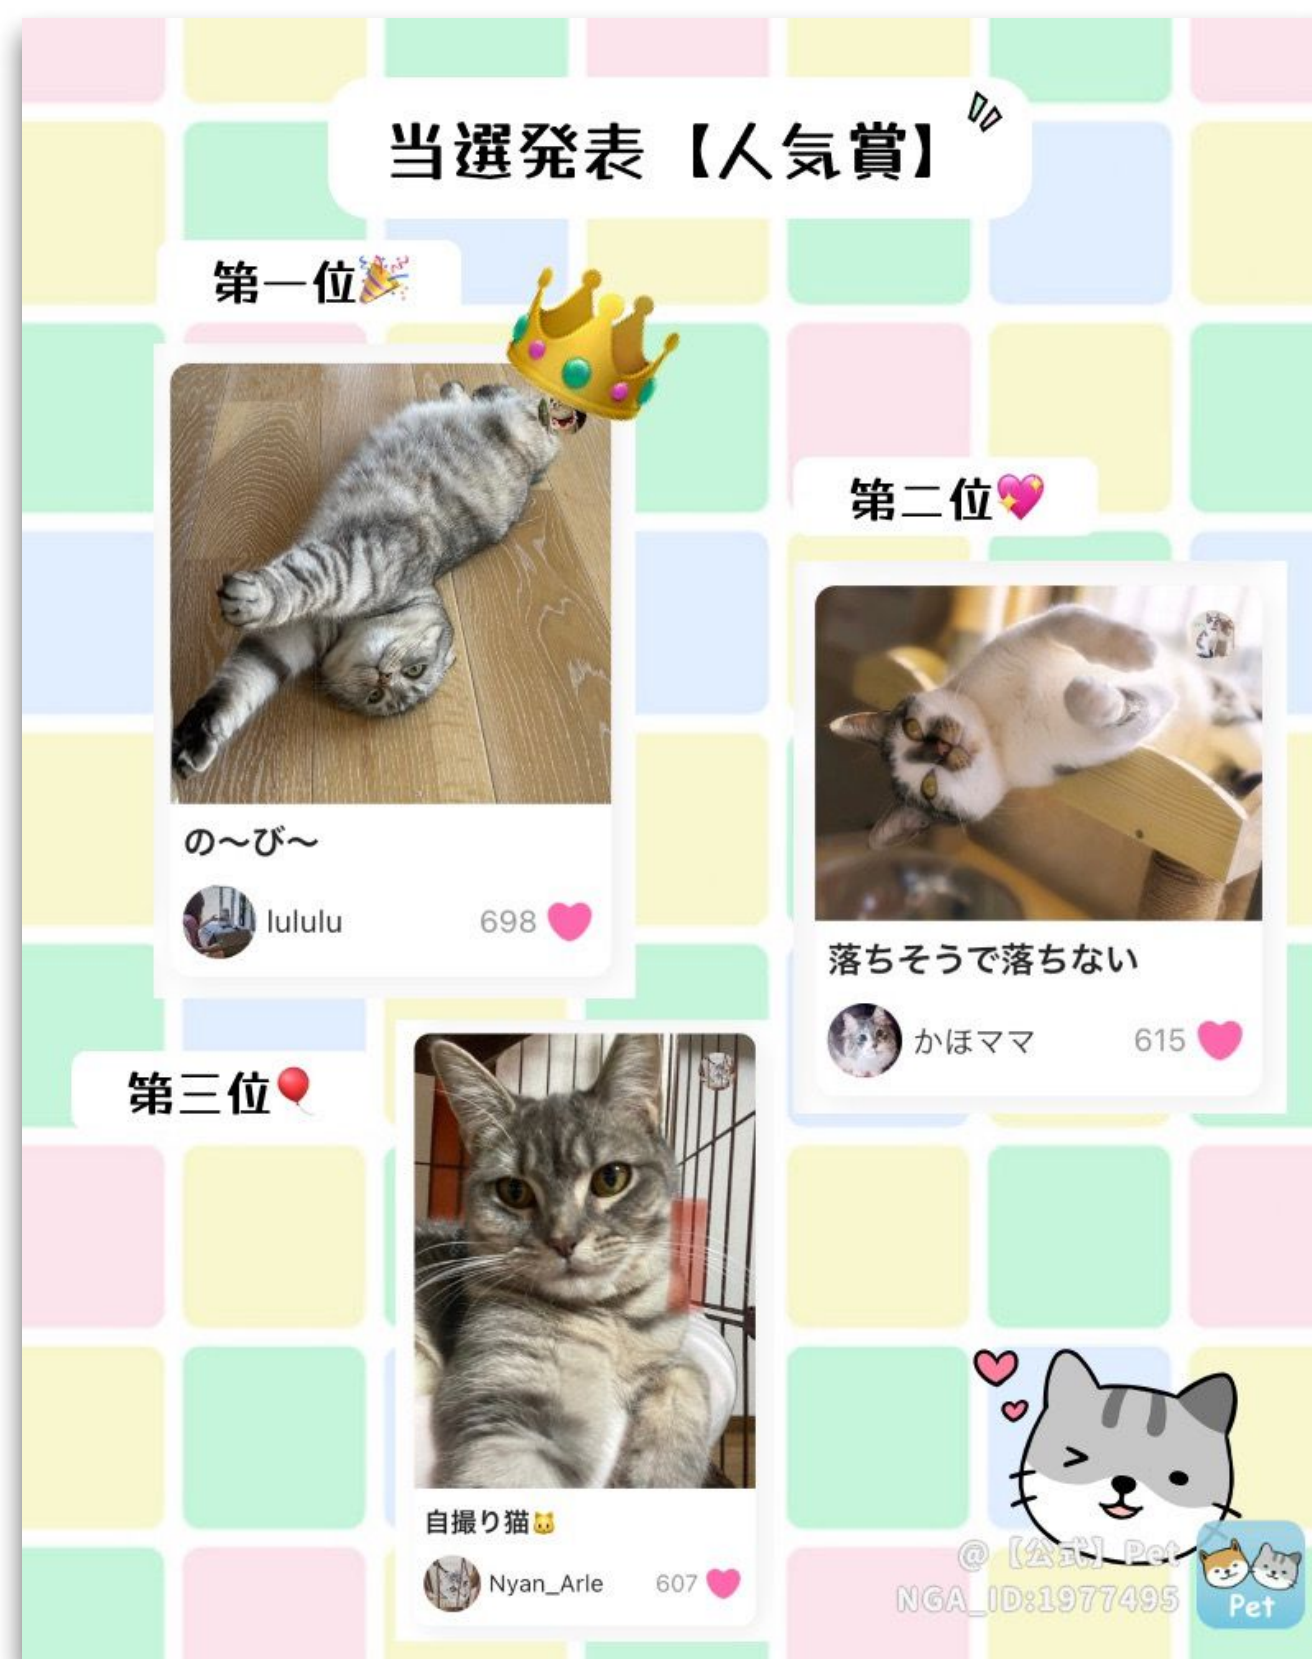 当選発表【人気賞】
第一位🎉
の〜び〜
lululu 698
第二位💖
落ちそうで落ちない
かほママ 615
第三位🎈
自撮り猫🐱
Nyan_Arle 607
@【公式】Pet
NGA_ID:1977495
Pet